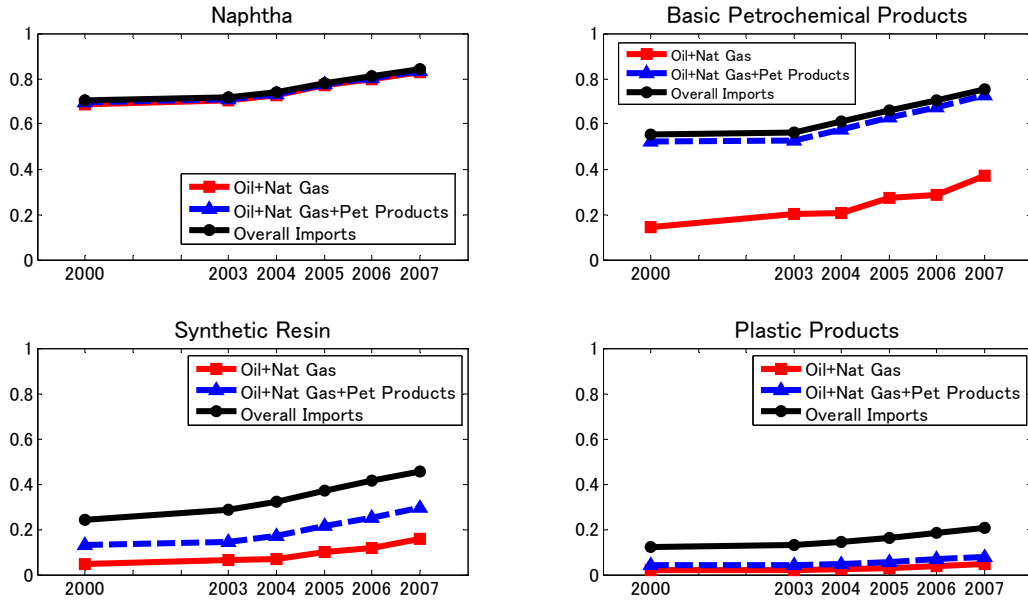 Naphtha
1
0.8
0.6
0.4
0.2
0
Oil+Nat Gas
Oil+Nat Gas+Pet Products
Overall Imports
2000 2003 2004 2005 2006 2007
Basic Petrochemical Products
1
0.8
0.6
0.4
0.2
0
Oil+Nat Gas
Oil+Nat Gas+Pet Products
Overall Imports
2000 2003 2004 2005 2006 2007
Synthetic Resin
1
0.8
0.6
0.4
0.2
0
Oil+Nat Gas
Oil+Nat Gas+Pet Products
Overall Imports
2000 2003 2004 2005 2006 2007
Plastic Products
1
0.8
0.6
0.4
0.2
0
Oil+Nat Gas
Oil+Nat Gas+Pet Products
Overall Imports
2000 2003 2004 2005 2006 2007